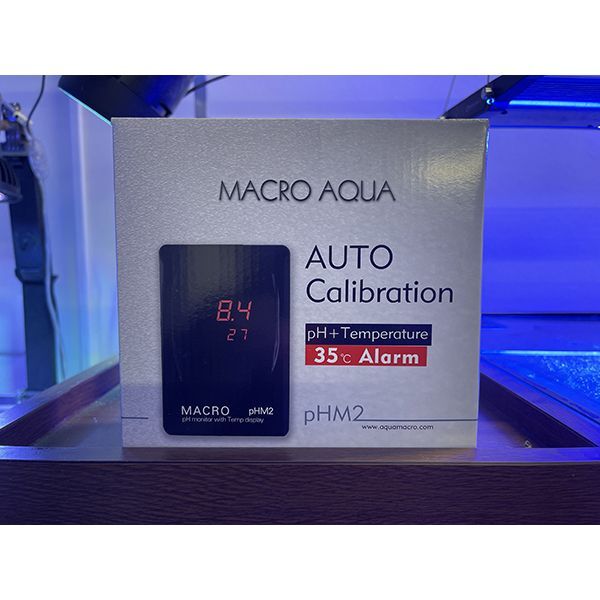 MACRO AQUA
AUTO
Calibration
8.4
27
pH+Temperature
35℃ Alarm
MACRO pHM2
pH monitor with Temp display
pHM2
www.aquamacro.com